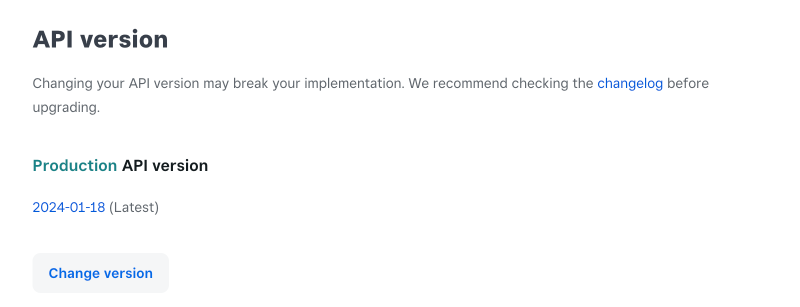 API version
Changing your API version may break your implementation. We recommend checking the changelog before
upgrading.
Production API version
2024-01-18 (Latest)
Change version